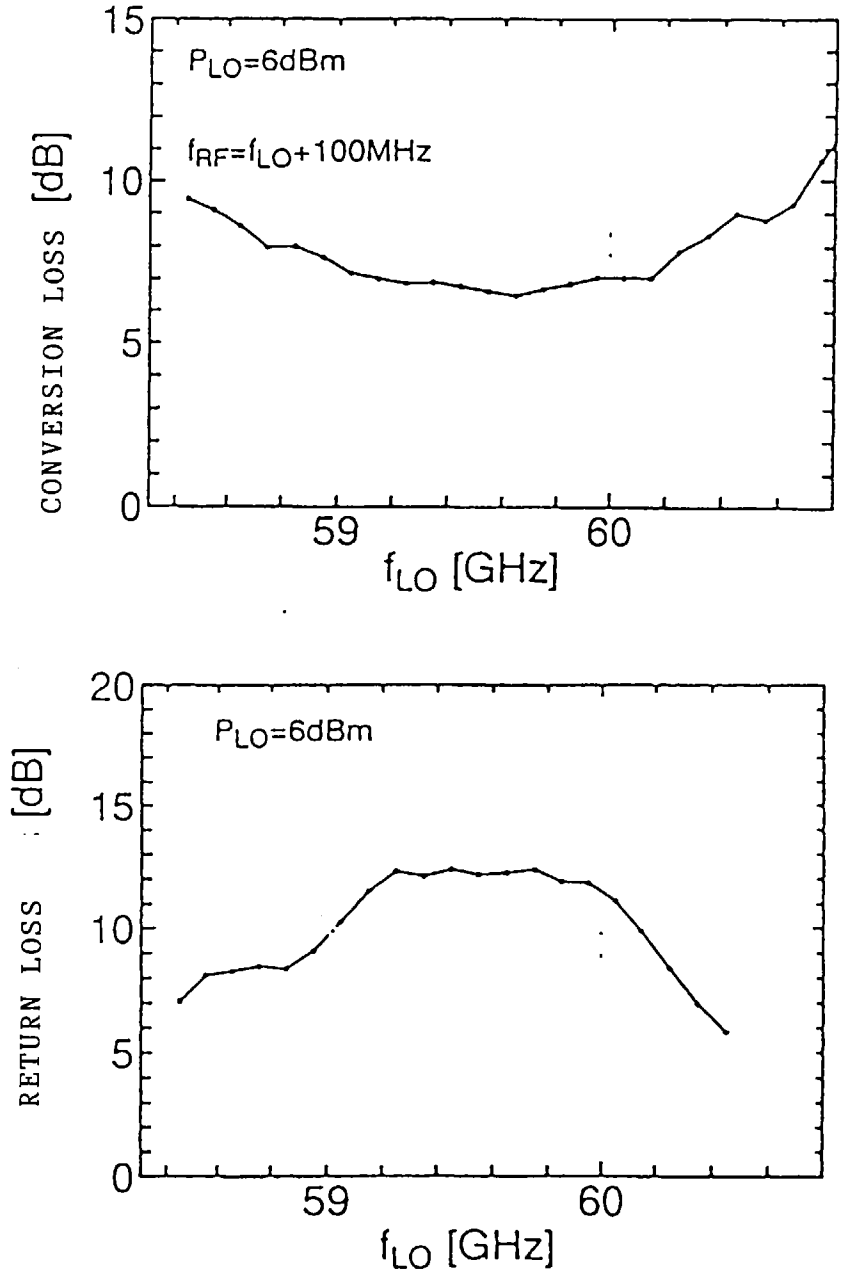 15
P_LO=6dBm
f_RF=f_LO+100MHz
10
CONVERSION LOSS [dB]
5
0
59 60
f_LO [GHz]
20
P_LO=6dBm
15
RETURN LOSS [dB]
10
5
0
59 60
f_LO [GHz]